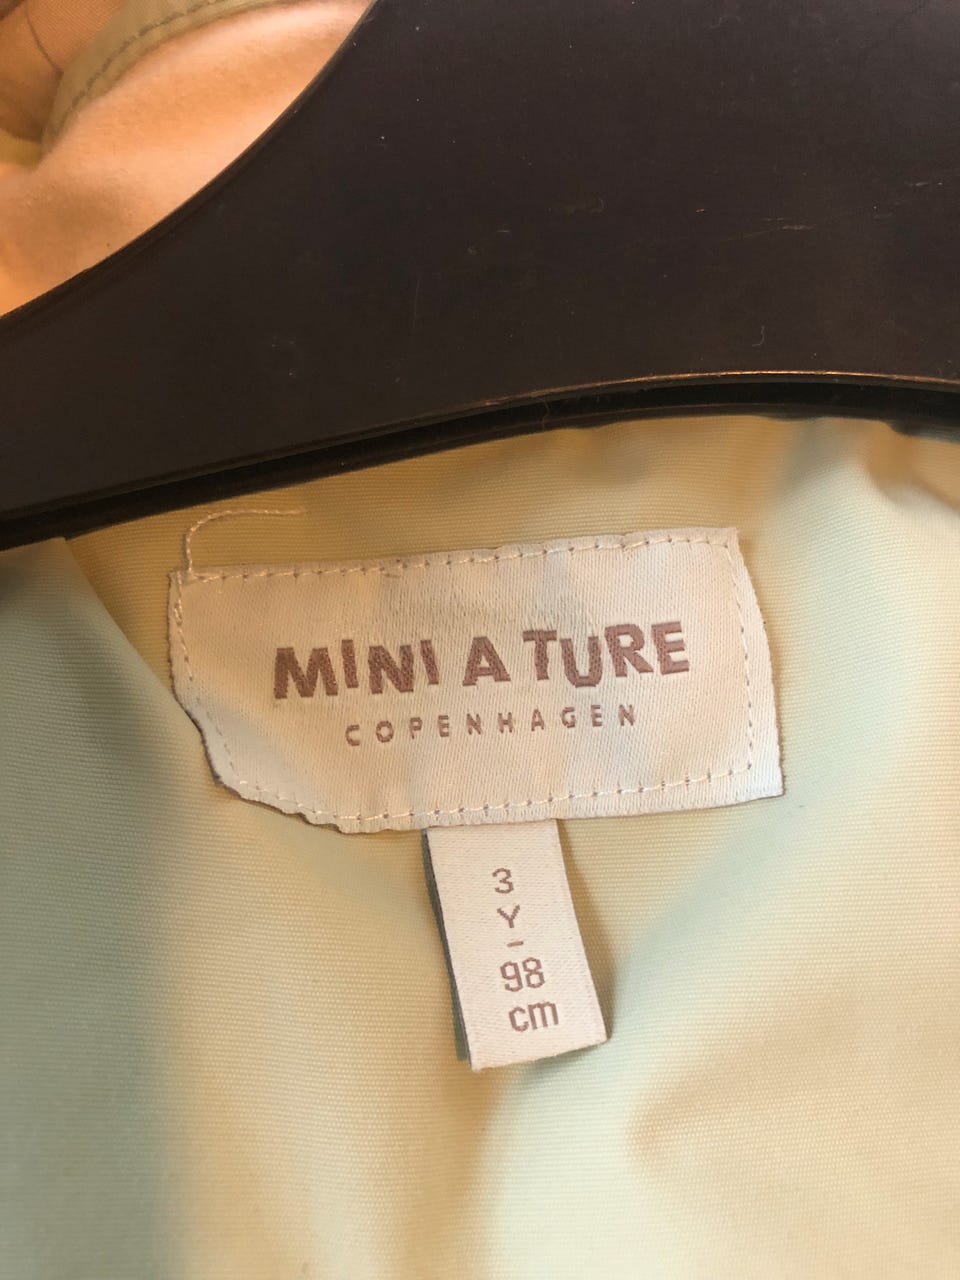 MINI A TURE
COPENHAGEN
3
Y
-
98
cm